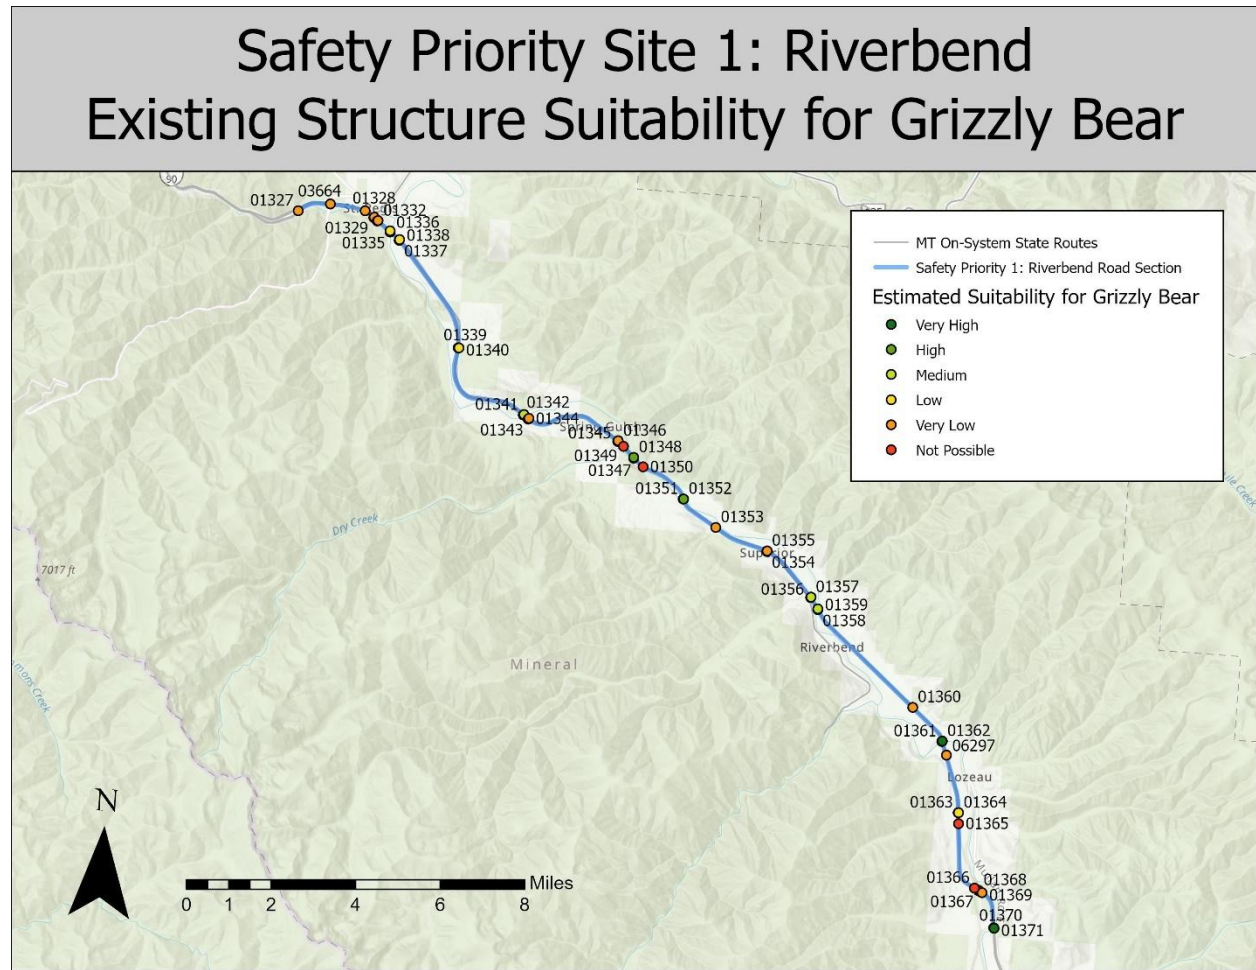 Safety Priority Site 1: Riverbend
Existing Structure Suitability for Grizzly Bear
90
01327
03664
01328
01332
01329
01336
01335
01338
01337
MT On-System State Routes
Safety Priority 1: Riverbend Road Section
Estimated Suitability for Grizzly Bear
Very High
High
Medium
Low
Very Low
Not Possible
01339
01340
01341
01342
01344
01343
Spring Gulch
01345
01346
01348
01349
01347
01350
01351
01352
Dry Creek
01353
7017 ft
01355
Superior
01354
01356
01357
01359
01358
Riverbend
Mineral
01360
01361
01362
06297
Lozeau
01363
01364
01365
01366
01368
01367
01369
01370
01371
N
Miles
0 1 2 4 6 8